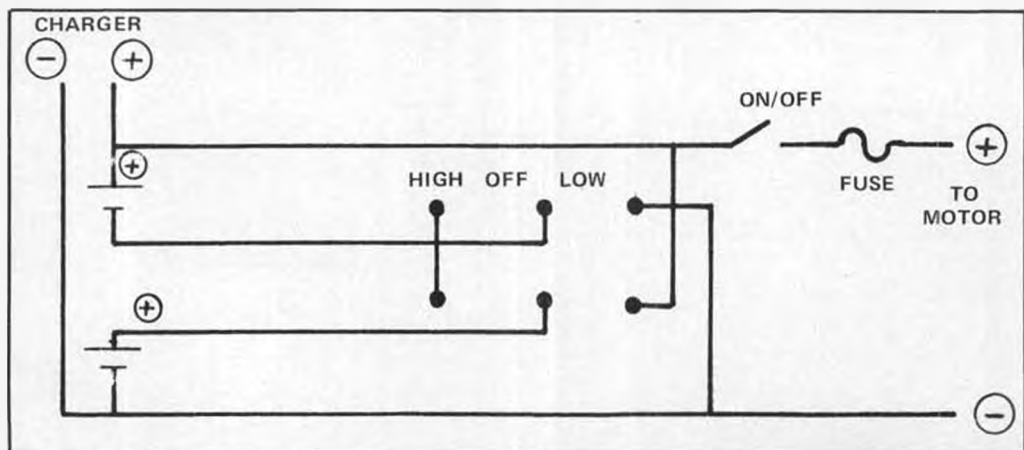 CHARGER
− +
+
ON/OFF
+
FUSE
TO
MOTOR
HIGH OFF LOW
+
−